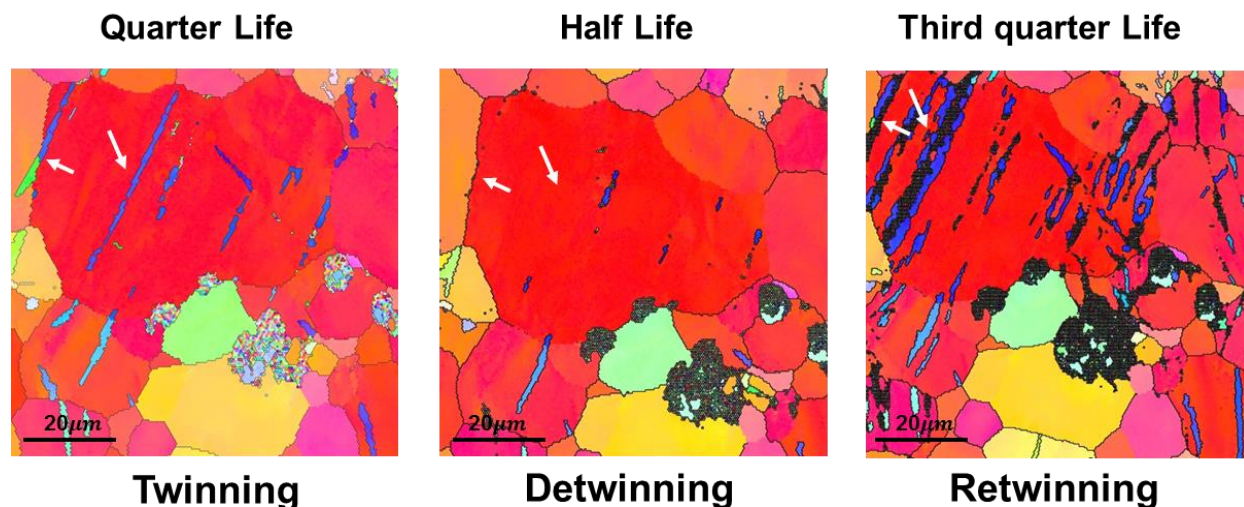 Quarter Life
Half Life
Third quarter Life
20μm
20μm
20μm
Twinning
Detwinning
Retwinning